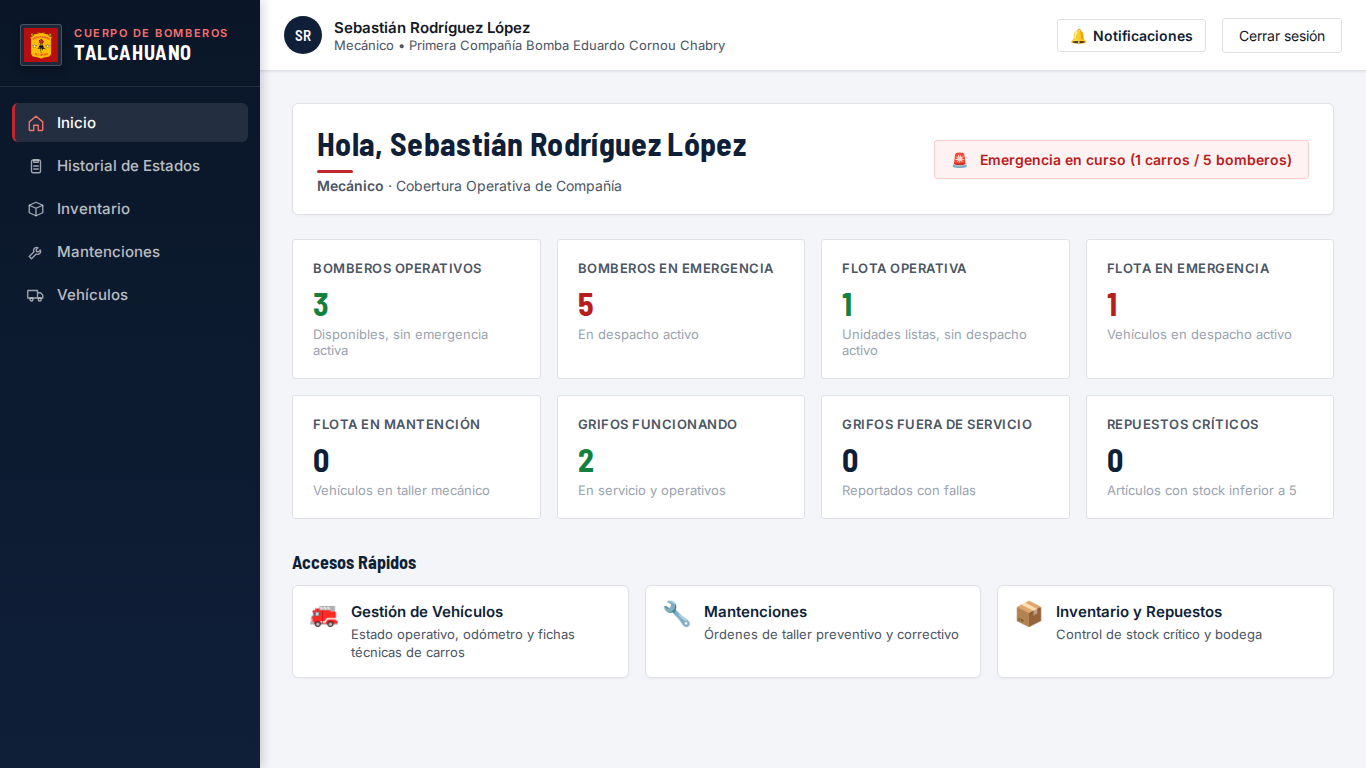 CUERPO DE BOMBEROS
TALCAHUANO
Inicio
Historial de Estados
Inventario
Mantenciones
Vehículos
SR
Sebastián Rodríguez López
Mecánico • Primera Compañía Bomba Eduardo Cornou Chabry
Notificaciones
Cerrar sesión
Hola, Sebastián Rodríguez López
Mecánico · Cobertura Operativa de Compañía
Emergencia en curso (1 carros / 5 bomberos)
BOMBEROS OPERATIVOS
3
Disponibles, sin emergencia
activa
BOMBEROS EN EMERGENCIA
5
En despacho activo
FLOTA OPERATIVA
1
Unidades listas, sin despacho
activo
FLOTA EN EMERGENCIA
1
Vehículos en despacho activo
FLOTA EN MANTENCIÓN
0
Vehículos en taller mecánico
GRIFOS FUNCIONANDO
2
En servicio y operativos
GRIFOS FUERA DE SERVICIO
0
Reportados con fallas
REPUESTOS CRÍTICOS
0
Artículos con stock inferior a 5
Accesos Rápidos
Gestión de Vehículos
Estado operativo, odómetro y fichas
técnicas de carros
Mantenciones
Órdenes de taller preventivo y correctivo
Inventario y Repuestos
Control de stock crítico y bodega